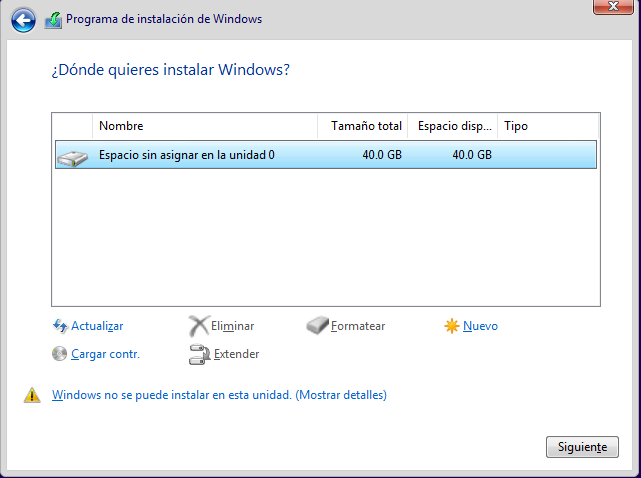 Programa de instalación de Windows
¿Dónde quieres instalar Windows?
Nombre Tamaño total Espacio disp... Tipo
Espacio sin asignar en la unidad 0 40.0 GB 40.0 GB
Actualizar Eliminar Formatear Nuevo
Cargar contr. Extender
Windows no se puede instalar en esta unidad. (Mostrar detalles)
Siguiente